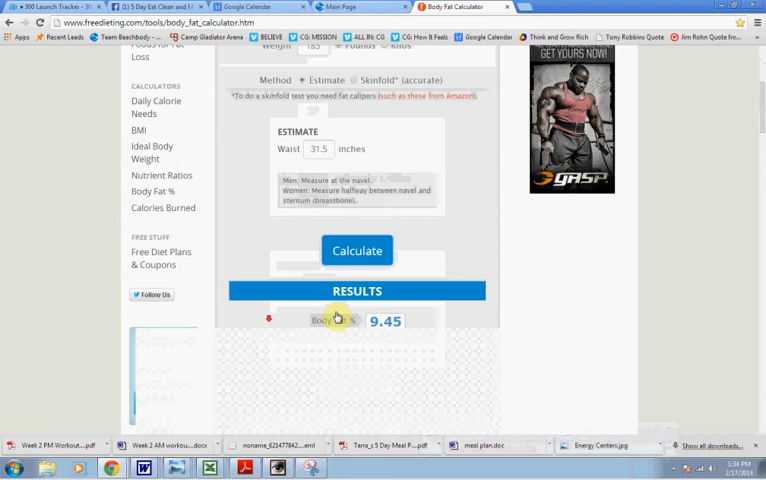 300 Launch Tracker - 30
(1) 5 Day Eat Clean and M
Google Calendar
Main Page
Body Fat Calculator
www.freedieting.com/tools/body_fat_calculator.htm
Apps
Recent Leads
Team Beachbody -
Camp Gladiator Arena
BELIEVE
CG: MISSION
ALL IN: CG
CG: How It Feels
Google Calendar
Think and Grow Rich
Tony Robbins Quote
Jim Rohn Quote Fro
Foods for Fat
Loss
CALCULATORS
Daily Calorie
Needs
BMI
Ideal Body
Weight
Nutrient Ratios
Body Fat %
Calories Burned
FREE STUFF
Free Diet Plans
& Coupons
Follow Us
Weight 185 Pounds Kilos
Method Estimate Skinfold* (accurate)
*To do a skinfold test you need fat calipers (such as these from Amazon).
ESTIMATE
Waist 31.5 inches
Men: Measure at the navel.
Women: Measure halfway between navel and
sternum (breastbone).
Calculate
RESULTS
Body Fat % 9.45
GET YOURS NOW!
GASP
Week 2 PM Workout....pdf
Week 2 AM workou....docx
noname_621477842....eml
Terra_s 5 Day Meal P....pdf
meal plan.doc
Energy Centers.jpg
Show all downloads...
1:34 PM
2/17/2014